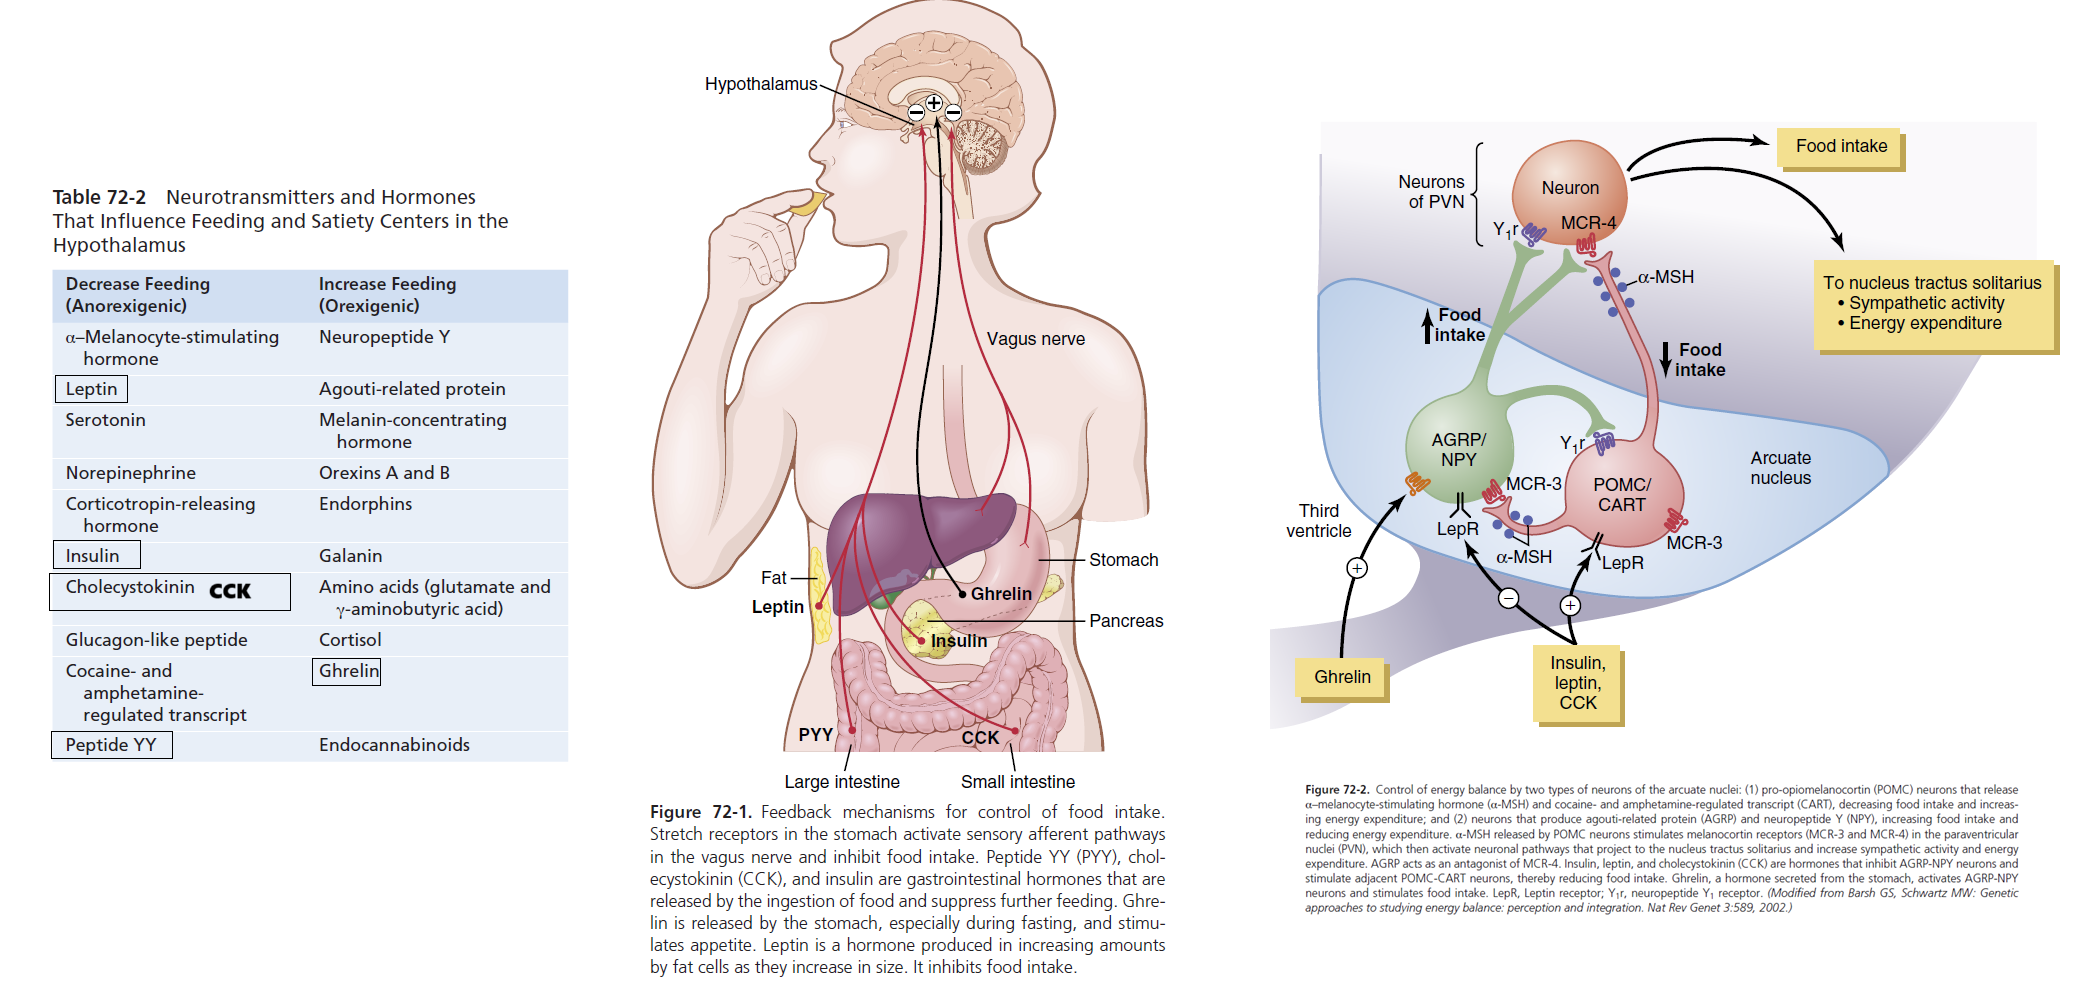 Table 72-2 Neurotransmitters and Hormones
That Influence Feeding and Satiety Centers in the
Hypothalamus
Decrease Feeding
(Anorexigenic)
Increase Feeding
(Orexigenic)
α–Melanocyte-stimulating
hormone
Neuropeptide Y
Leptin
Agouti-related protein
Serotonin
Melanin-concentrating
hormone
Norepinephrine
Orexins A and B
Corticotropin-releasing
hormone
Endorphins
Insulin
Galanin
Cholecystokinin CCK
Amino acids (glutamate and
γ-aminobutyric acid)
Glucagon-like peptide
Cortisol
Cocaine- and
amphetamine-
regulated transcript
Ghrelin
Peptide YY
Endocannabinoids
Hypothalamus
Vagus nerve
Stomach
Fat
Leptin
Ghrelin
Pancreas
Insulin
PYY
CCK
Large intestine
Small intestine
Figure 72-1. Feedback mechanisms for control of food intake.
Stretch receptors in the stomach activate sensory afferent pathways
in the vagus nerve and inhibit food intake. Peptide YY (PYY), chol-
ecystokinin (CCK), and insulin are gastrointestinal hormones that are
released by the ingestion of food and suppress further feeding. Ghre-
lin is released by the stomach, especially during fasting, and stimu-
lates appetite. Leptin is a hormone produced in increasing amounts
by fat cells as they increase in size. It inhibits food intake.
Food intake
Neurons
of PVN
Neuron
Y1r
MCR-4
α-MSH
To nucleus tractus solitarius
• Sympathetic activity
• Energy expenditure
Food
intake
Food
intake
AGRP/
NPY
Y1r
Arcuate
nucleus
MCR-3
POMC/
CART
Third
ventricle
LepR
α-MSH
LepR
MCR-3
Ghrelin
Insulin,
leptin,
CCK
Figure 72-2. Control of energy balance by two types of neurons of the arcuate nuclei: (1) pro-opiomelanocortin (POMC) neurons that release
α–melanocyte-stimulating hormone (α-MSH) and cocaine- and amphetamine-regulated transcript (CART), decreasing food intake and increas-
ing energy expenditure; and (2) neurons that produce agouti-related protein (AGRP) and neuropeptide Y (NPY), increasing food intake and
reducing energy expenditure. α-MSH released by POMC neurons stimulates melanocortin receptors (MCR-3 and MCR-4) in the paraventricular
nuclei (PVN), which then activate neuronal pathways that project to the nucleus tractus solitarius and increase sympathetic activity and energy
expenditure. AGRP acts as an antagonist of MCR-4. Insulin, leptin, and cholecystokinin (CCK) are hormones that inhibit AGRP-NPY neurons and
stimulate adjacent POMC-CART neurons, thereby reducing food intake. Ghrelin, a hormone secreted from the stomach, activates AGRP-NPY
neurons and stimulates food intake. LepR, Leptin receptor; Y1r, neuropeptide Y1 receptor. (Modified from Barsh GS, Schwartz MW: Genetic
approaches to studying energy balance: perception and integration. Nat Rev Genet 3:589, 2002.)